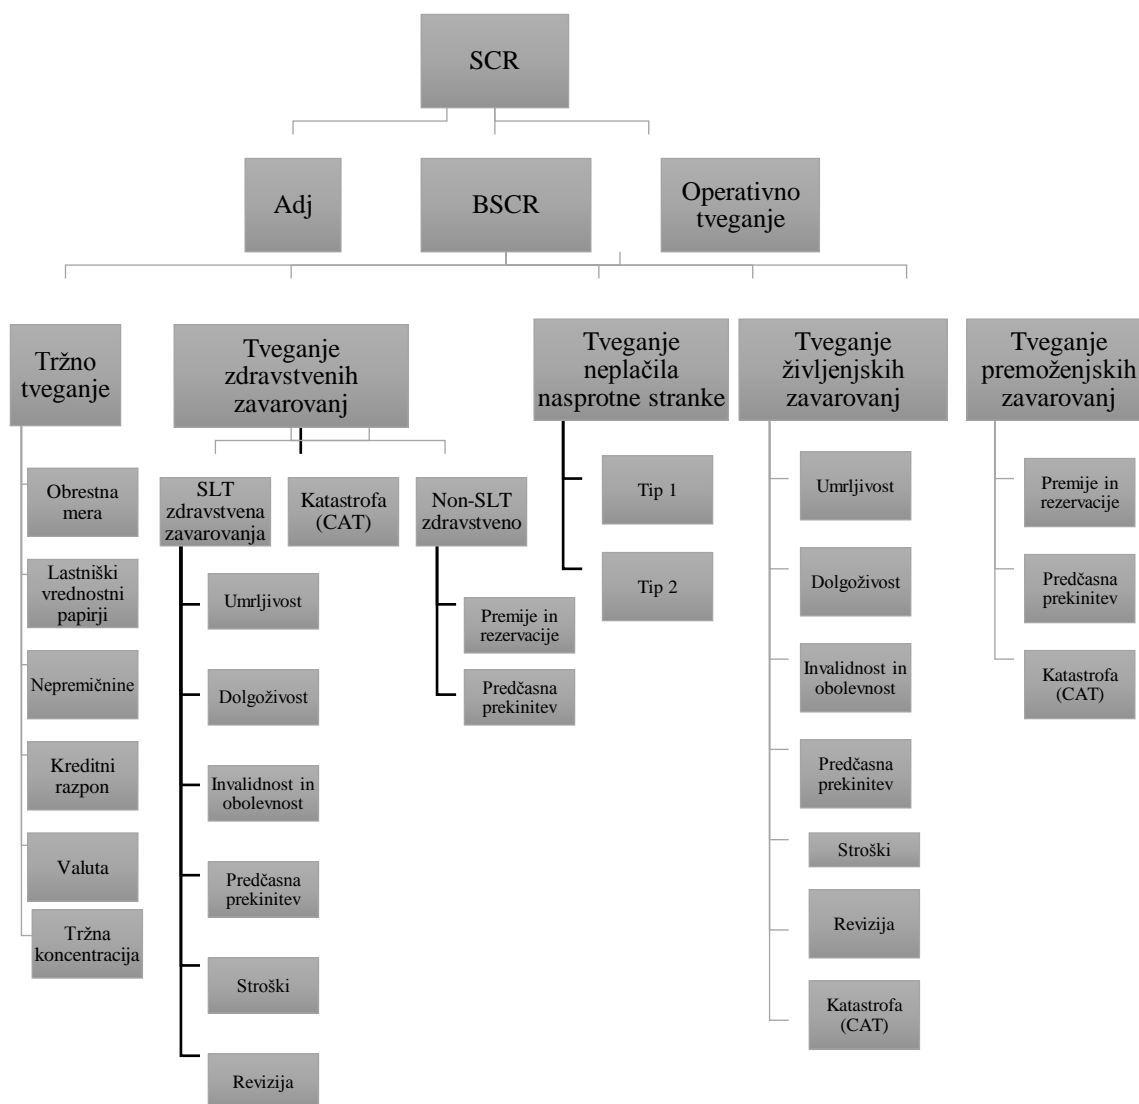 SCR
Adj
BSCR
Operativno
tveganje
Tržno
tveganje
Tveganje
zdravstvenih
zavarovanj
Tveganje
neplačila
nasprotne stranke
Tveganje
življenjskih
zavarovanj
Tveganje
premoženjskih
zavarovanj
Obrestna
mera
Lastniški
vrednostni
papirji
Nepremičnine
Kreditni
razpon
Valuta
Tržna
koncentracija
SLT
zdravstvena
zavarovanja
Katastrofa
(CAT)
Non-SLT
zdravstveno
Umrljivost
Dolgoživost
Invalidnost in
obolevnost
Predčasna
prekinitev
Stroški
Revizija
Premije in
rezervacije
Predčasna
prekinitev
Tip 1
Tip 2
Umrljivost
Dolgoživost
Invalidnost in
obolevnost
Predčasna
prekinitev
Stroški
Revizija
Katastrofa
(CAT)
Premije in
rezervacije
Predčasna
prekinitev
Katastrofa
(CAT)